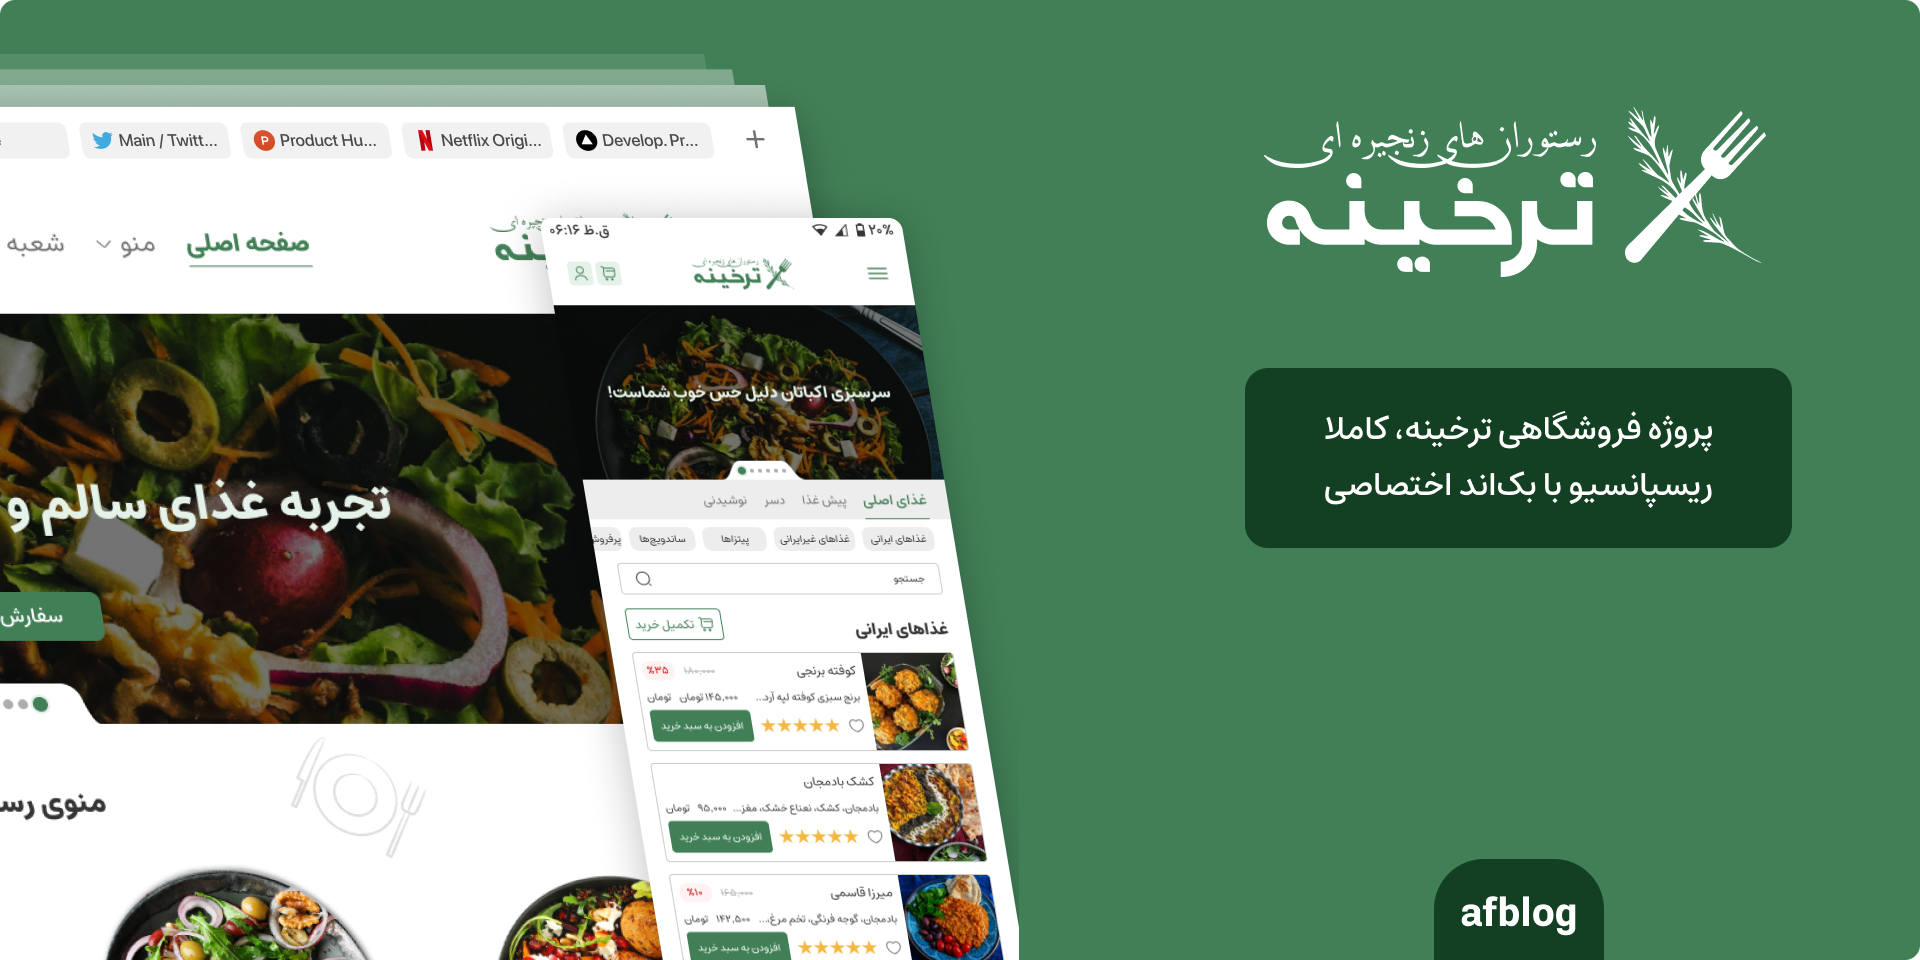 رستوران های زنجیره ای
ترخینه
پروژه فروشگاهی ترخینه، کاملا
ریسپانسیو با بک‌اند اختصاصی
afblog
Main / Twitt...
Product Hu...
Netflix Origi...
Develop. Pr...
صفحه اصلی
منو
شعبه
تجربه غذای سالم و
سفارش
منوی رس
۰۶:۱۶ ق.ظ
۲۰%
رستوران های زنجیره ای
ترخینه
سرسبزی اکباتان دلیل حس خوب شماست!
غذای اصلی
پیش غذا
دسر
نوشیدنی
غذاهای ایرانی
غذاهای غیرایرانی
پیتزاها
ساندویچ‌ها
پرفروش
جستجو
غذاهای ایرانی
تکمیل خرید
کوفته برنجی
۱۸۰,۰۰۰
%۳۵
برنج سبزی کوفته لپه آرد...
۱۴۵,۰۰۰ تومان تومان
افزودن به سبد خرید
کشک بادمجان
بادمجان، کشک، نعناع خشک، مغز...
۹۵,۰۰۰ تومان
افزودن به سبد خرید
میرزا قاسمی
۱۶۵,۰۰۰
%۱۰
بادمجان، گوجه فرنگی، تخم مرغ،...
۱۴۲,۵۰۰ تومان
افزودن به سبد خرید